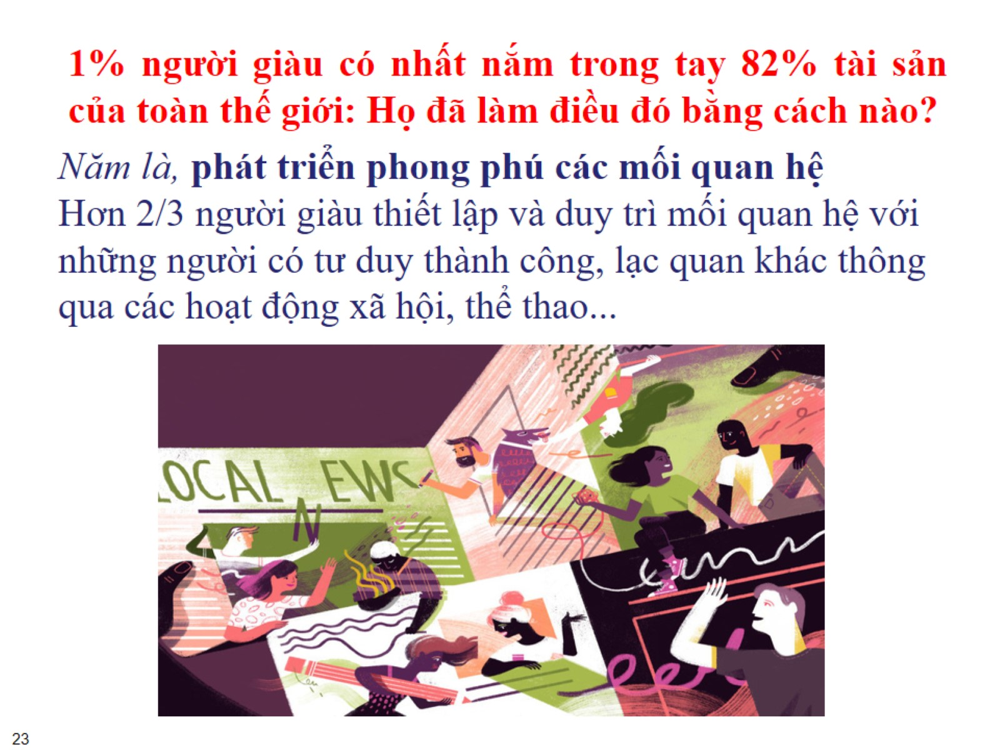 1% người giàu có nhất nắm trong tay 82% tài sản
của toàn thế giới: Họ đã làm điều đó bằng cách nào?
Năm là, phát triển phong phú các mối quan hệ
Hơn 2/3 người giàu thiết lập và duy trì mối quan hệ với
những người có tư duy thành công, lạc quan khác thông
qua các hoạt động xã hội, thể thao...
LOCAL NEWS
23